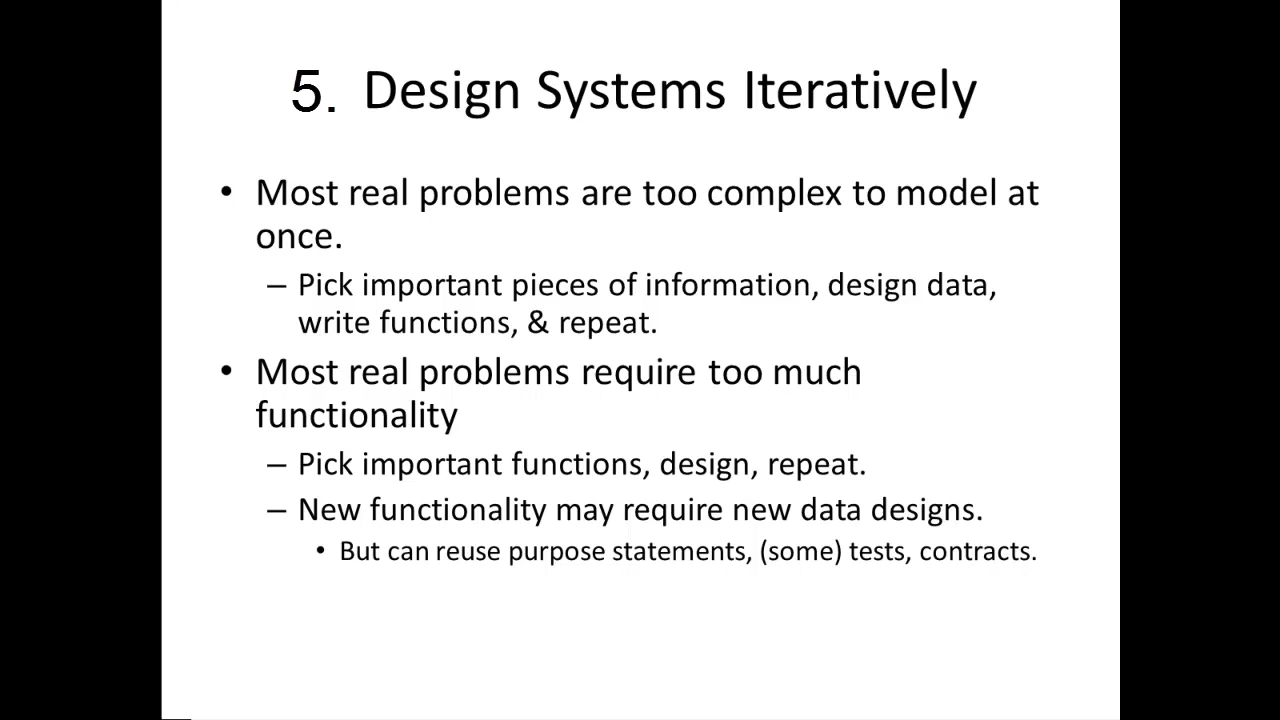 5. Design Systems Iteratively
• Most real problems are too complex to model at
once.
– Pick important pieces of information, design data,
write functions, & repeat.
• Most real problems require too much
functionality
– Pick important functions, design, repeat.
– New functionality may require new data designs.
• But can reuse purpose statements, (some) tests, contracts.